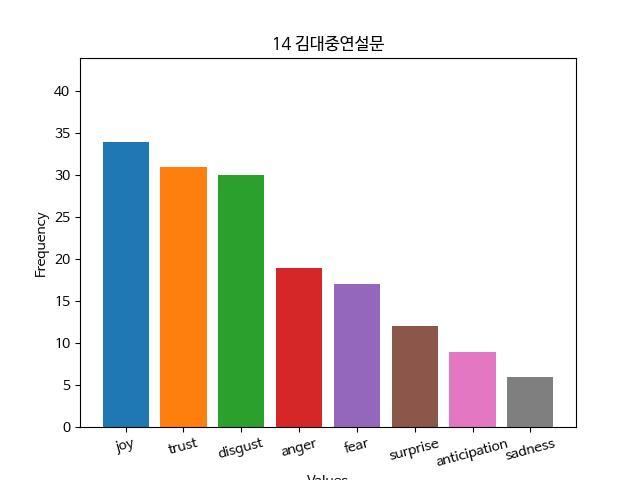 14 김대중연설문
Frequency
40
35
30
25
20
15
10
5
0
joy trust disgust anger fear surprise anticipation sadness
Values